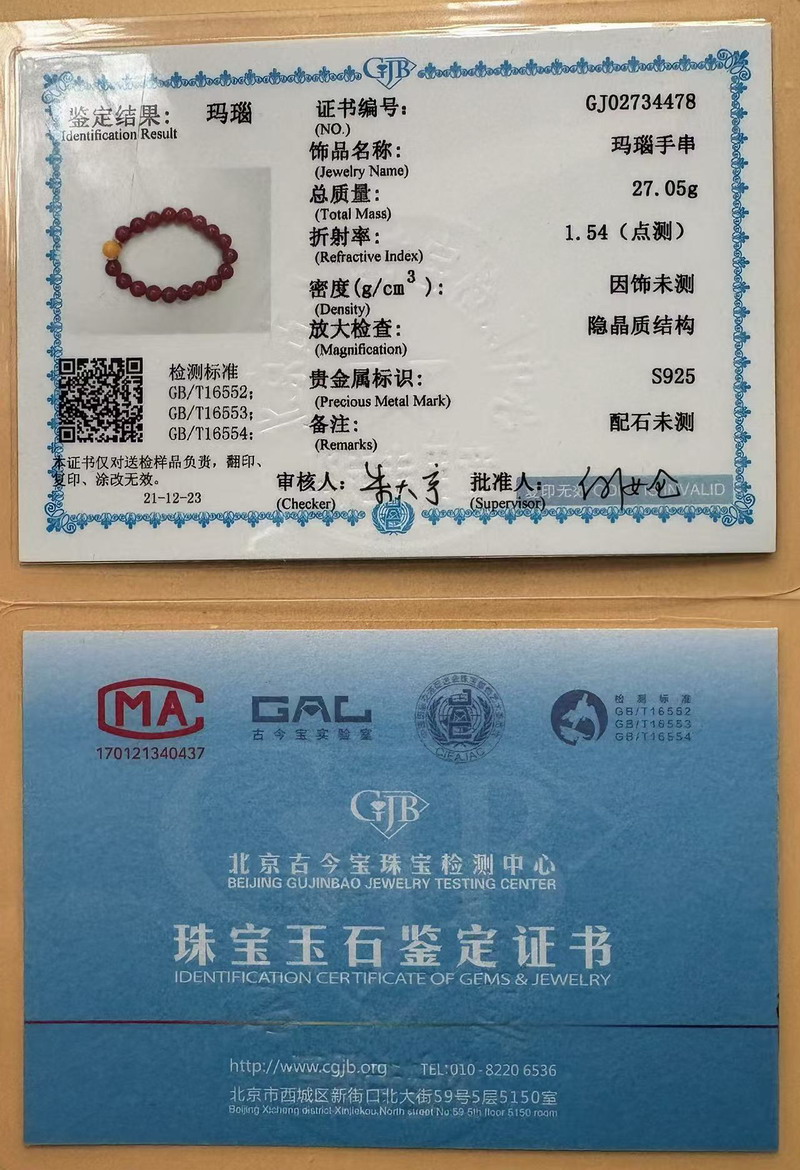 GJB
鉴定结果: 玛瑙
Identification Result
证书编号: GJ02734478
(NO.)
饰品名称: 玛瑙手串
(Jewelry Name)
总质量: 27.05g
(Total Mass)
折射率: 1.54（点测）
(Refractive Index)
密度(g/cm³): 因饰未测
(Density)
放大检查: 隐晶质结构
(Magnification)
贵金属标识: S925
(Precious Metal Mark)
备注: 配石未测
(Remarks)
检测标准
GB/T16552;
GB/T16553;
GB/T16554;
本证书仅对送检样品负责，翻印、
复印、涂改无效。
21-12-23
审核人:
(Checker)
批准人:
(Supervisor)
复印无效 COPY IS INVALID
CMA
170121340437
GAL
古今宝实验室
CIFAJAC
检测标准
GB/T16552
GB/T16553
GB/T16554
GJB
北京古今宝珠宝检测中心
BEIJING GUJINBAO JEWELRY TESTING CENTER
珠宝玉石鉴定证书
IDENTIFICATION CERTIFICATE OF GEMS & JEWELRY
http://www.cgjb.org TEL:010-8220 6536
北京市西城区新街口北大街59号5层5150室
Beijing Xicheng district Xinjiekou,North street No 59 5th floor 5150 room